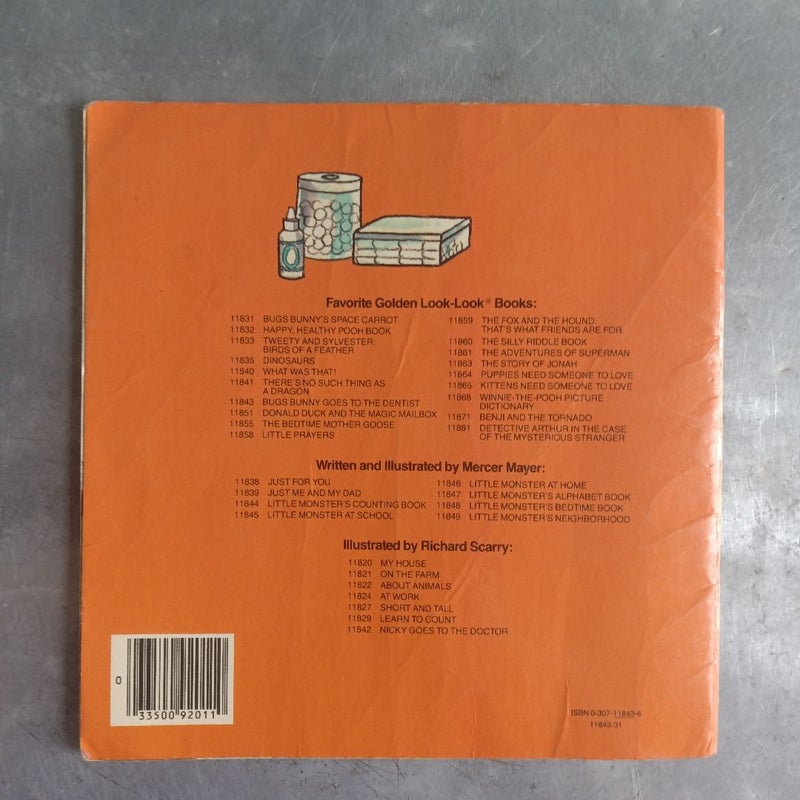 Favorite Golden Look-Look® Books:
11831 BUGS BUNNY'S SPACE CARROT
11832 HAPPY, HEALTHY POOH BOOK
11833 TWEETY AND SYLVESTER:
BIRDS OF A FEATHER
11835 DINOSAURS
11840 WHAT WAS THAT!
11841 THERE'S NO SUCH THING AS
A DRAGON
11843 BUGS BUNNY GOES TO THE DENTIST
11851 DONALD DUCK AND THE MAGIC MAILBOX
11855 THE BEDTIME MOTHER GOOSE
11858 LITTLE PRAYERS
11859 THE FOX AND THE HOUND:
THAT'S WHAT FRIENDS ARE FOR
11860 THE SILLY RIDDLE BOOK
11861 THE ADVENTURES OF SUPERMAN
11863 THE STORY OF JONAH
11864 PUPPIES NEED SOMEONE TO LOVE
11865 KITTENS NEED SOMEONE TO LOVE
11866 WINNIE-THE-POOH PICTURE
DICTIONARY
11871 BENJI AND THE TORNADO
11881 DETECTIVE ARTHUR IN THE CASE
OF THE MYSTERIOUS STRANGER
Written and Illustrated by Mercer Mayer:
11838 JUST FOR YOU
11839 JUST ME AND MY DAD
11844 LITTLE MONSTER'S COUNTING BOOK
11845 LITTLE MONSTER AT SCHOOL
11846 LITTLE MONSTER AT HOME
11847 LITTLE MONSTER'S ALPHABET BOOK
11848 LITTLE MONSTER'S BEDTIME BOOK
11849 LITTLE MONSTER'S NEIGHBORHOOD
Illustrated by Richard Scarry:
11820 MY HOUSE
11821 ON THE FARM
11822 ABOUT ANIMALS
11824 AT WORK
11827 SHORT AND TALL
11829 LEARN TO COUNT
11842 NICKY GOES TO THE DOCTOR
0 33500 92011
ISBN 0-307-11843-6
11843-31